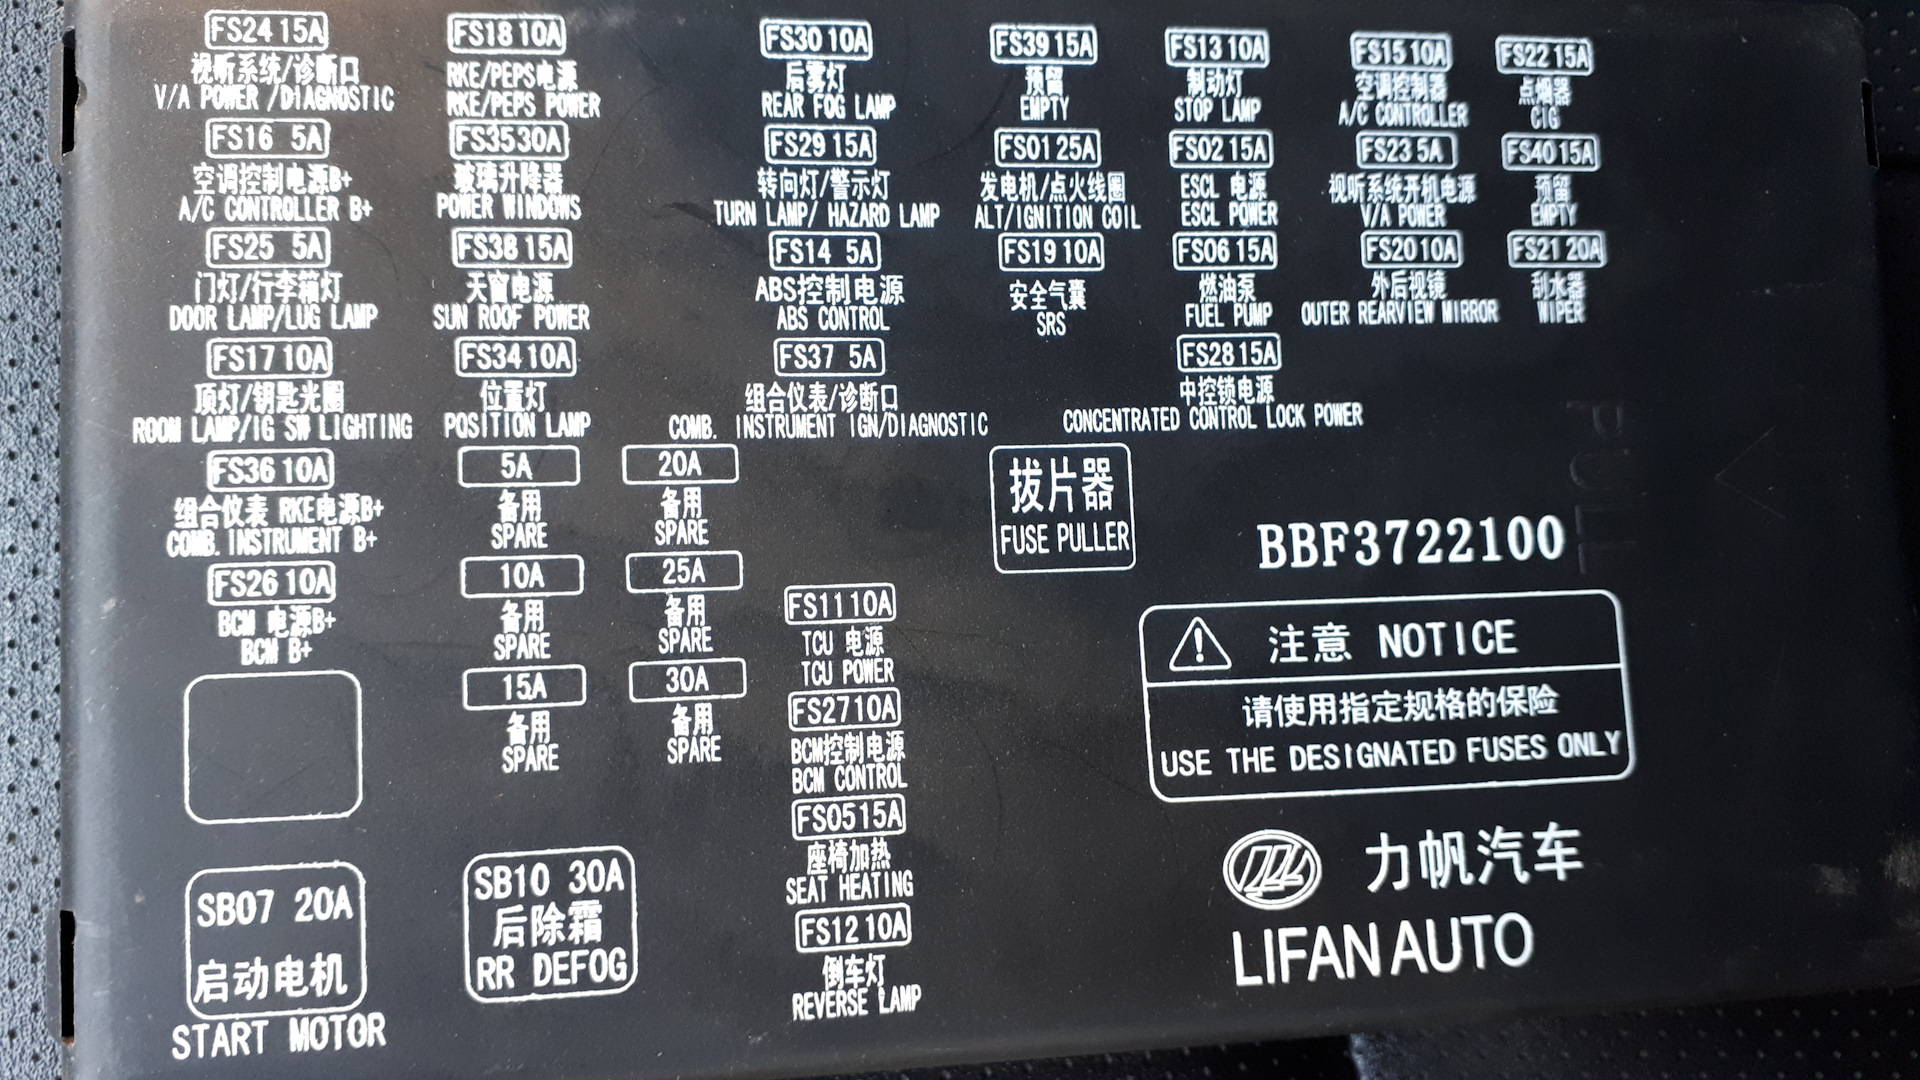 FS24 15A
视听系统/诊断口
V/A POWER /DIAGNOSTIC
FS16 5A
空调控制电源B+
A/C CONTROLLER B+
FS25 5A
门灯/行李箱灯
DOOR LAMP/LUG LAMP
FS17 10A
顶灯/钥匙光圈
ROOM LAMP/IG SW LIGHTING
FS36 10A
组合仪表 RKE电源B+
COMB. INSTRUMENT B+
FS26 10A
BCM 电源B+
BCM B+
SB07 20A
启动电机
START MOTOR
FS18 10A
RKE/PEPS电源
RKE/PEPS POWER
FS35 30A
玻璃升降器
POWER WINDOWS
FS38 15A
天窗电源
SUN ROOF POWER
FS34 10A
位置灯
POSITION LAMP
5A
备用
SPARE
10A
备用
SPARE
15A
备用
SPARE
20A
备用
SPARE
25A
备用
SPARE
30A
备用
SPARE
SB10 30A
后除霜
RR DEFOG
FS30 10A
后雾灯
REAR FOG LAMP
FS29 15A
转向灯/警示灯
TURN LAMP/ HAZARD LAMP
FS14 5A
ABS控制电源
ABS CONTROL
FS37 5A
组合仪表/诊断口
COMB. INSTRUMENT IGN/DIAGNOSTIC
FS11 10A
TCU 电源
TCU POWER
FS27 10A
BCM控制电源
BCM CONTROL
FS05 15A
座椅加热
SEAT HEATING
FS12 10A
倒车灯
REVERSE LAMP
FS39 15A
预留
EMPTY
FS01 25A
发电机/点火线圈
ALT/IGNITION COIL
FS19 10A
安全气囊
SRS
FS13 10A
制动灯
STOP LAMP
FS02 15A
ESCL 电源
ESCL POWER
FS06 15A
燃油泵
FUEL PUMP
FS28 15A
中控锁电源
CONCENTRATED CONTROL LOCK POWER
FS15 10A
空调控制器
A/C CONTROLLER
FS23 5A
视听系统开机电源
V/A POWER
FS20 10A
外后视镜
OUTER REARVIEW MIRROR
FS22 15A
点烟器
CIG
FS40 15A
预留
EMPTY
FS21 20A
刮水器
WIPER
拔片器
FUSE PULLER
BBF3722100
PULL
注意 NOTICE
请使用指定规格的保险
USE THE DESIGNATED FUSES ONLY
力帆汽车
LIFAN AUTO